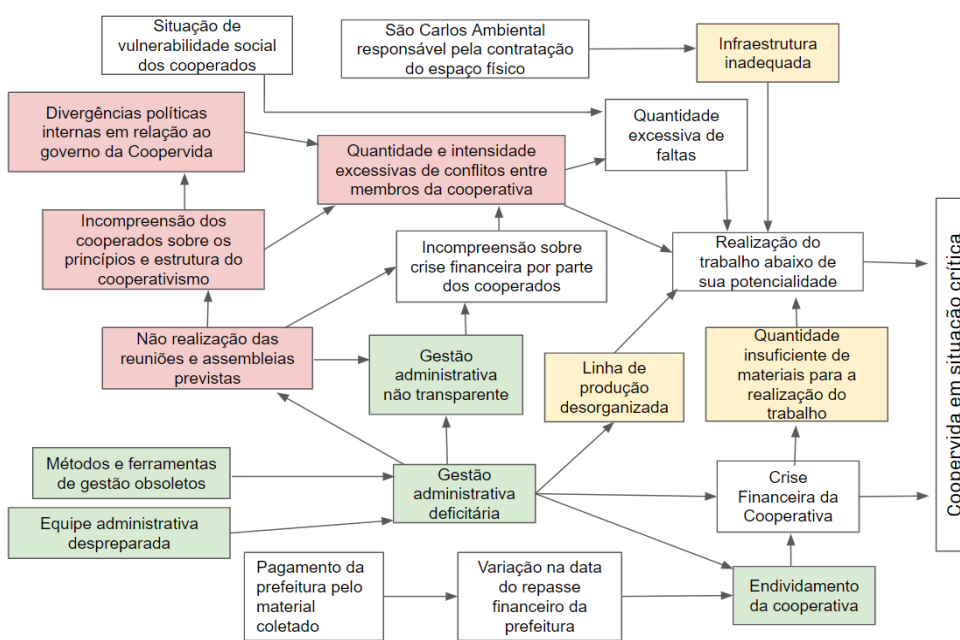 Situação de
vulnerabilidade social
dos cooperados
São Carlos Ambiental
responsável pela contratação
do espaço físico
Infraestrutura
inadequada
Divergências políticas
internas em relação ao
governo da Coopervida
Quantidade e intensidade
excessivas de conflitos entre
membros da cooperativa
Quantidade
excessiva de
faltas
Incompreensão dos
cooperados sobre os
princípios e estrutura do
cooperativismo
Incompreensão sobre
crise financeira por parte
dos cooperados
Realização do
trabalho abaixo de
sua potencialidade
Coopervida em situação crítica
Não realização das
reuniões e assembleias
previstas
Gestão
administrativa
não transparente
Linha de
produção
desorganizada
Quantidade
insuficiente de
materiais para a
realização do
trabalho
Métodos e ferramentas
de gestão obsoletos
Gestão
administrativa
deficitária
Crise
Financeira da
Cooperativa
Equipe administrativa
despreparada
Pagamento da
prefeitura pelo
material
coletado
Variação na data
do repasse
financeiro da
prefeitura
Endividamento
da cooperativa